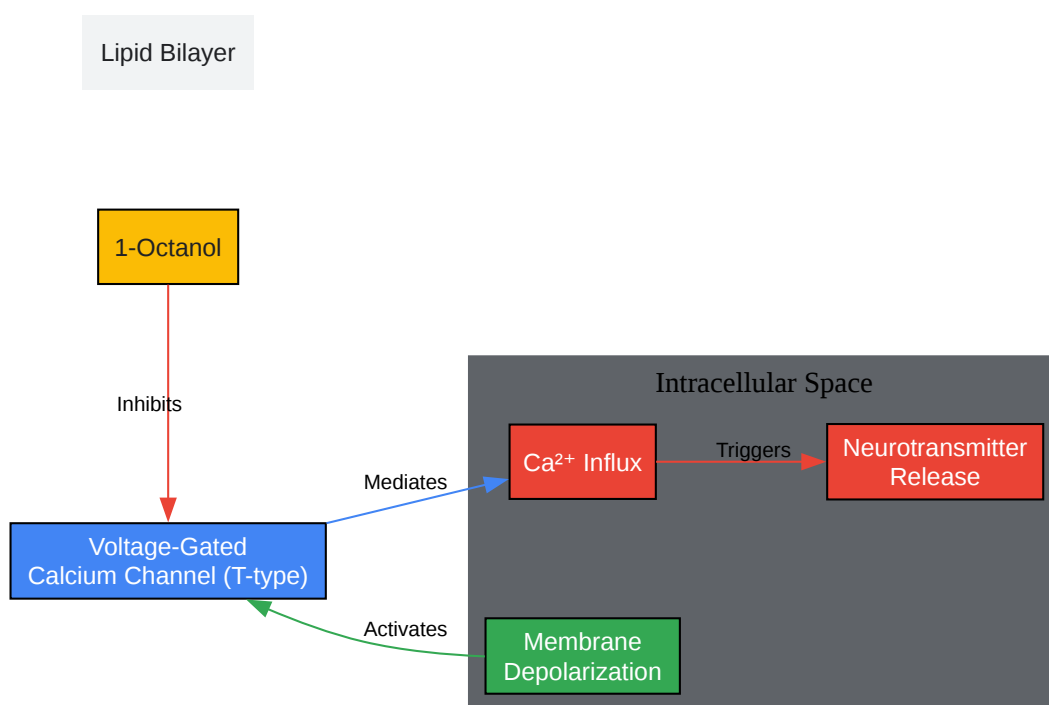 Lipid Bilayer
1-Octanol
Inhibits
Intracellular Space
Ca²⁺ Influx
Triggers
Neurotransmitter
Release
Mediates
Voltage-Gated
Calcium Channel (T-type)
Activates
Membrane
Depolarization